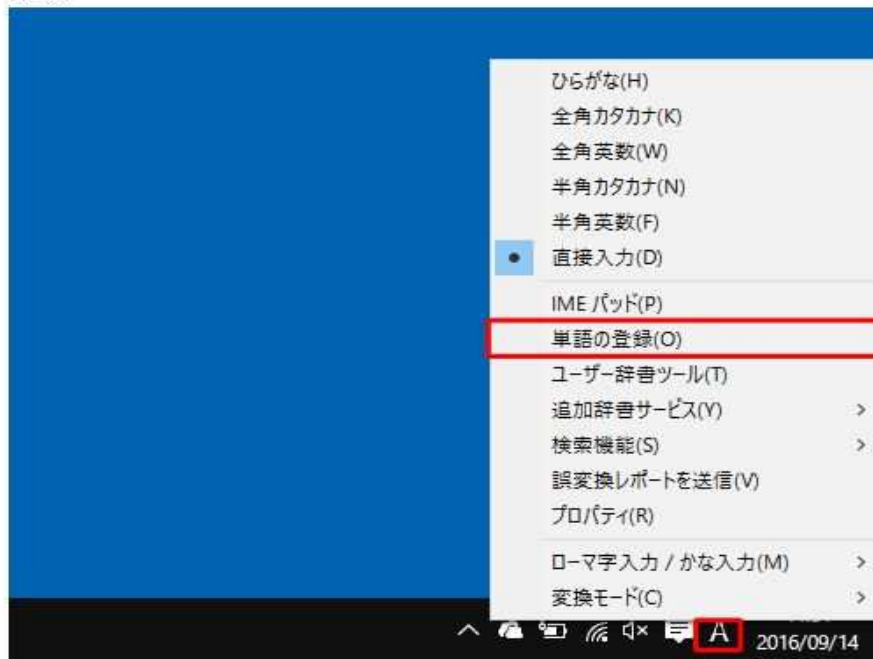 ひらがな(H)
全角カタカナ(K)
全角英数(W)
半角カタカナ(N)
半角英数(F)
直接入力(D)
IME パッド(P)
単語の登録(O)
ユーザー辞書ツール(T)
追加辞書サービス(Y)
検索機能(S)
誤変換レポートを送信(V)
プロパティ(R)
ローマ字入力 / かな入力(M)
変換モード(C)
A
2016/09/14